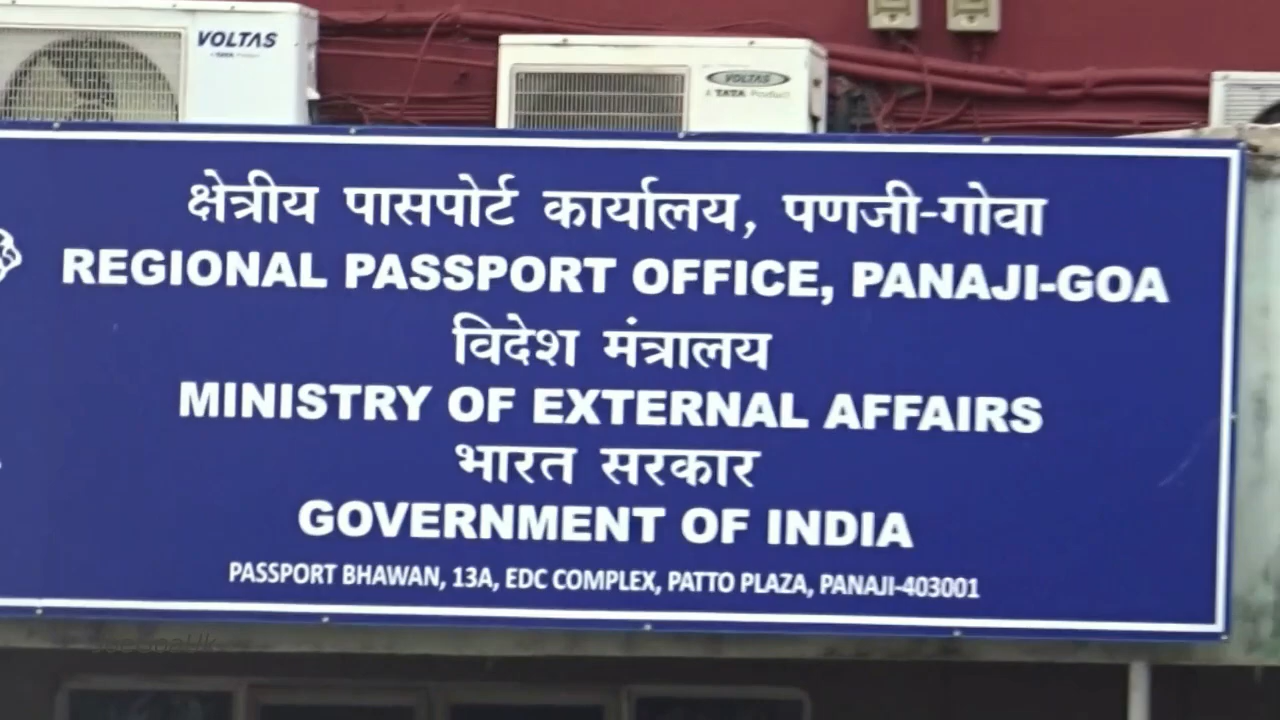 VOLTAS
VOLTAS
A TATA Product
क्षेत्रीय पासपोर्ट कार्यालय, पणजी-गोवा
REGIONAL PASSPORT OFFICE, PANAJI-GOA
विदेश मंत्रालय
MINISTRY OF EXTERNAL AFFAIRS
भारत सरकार
GOVERNMENT OF INDIA
PASSPORT BHAWAN, 13A, EDC COMPLEX, PATTO PLAZA, PANAJI-403001